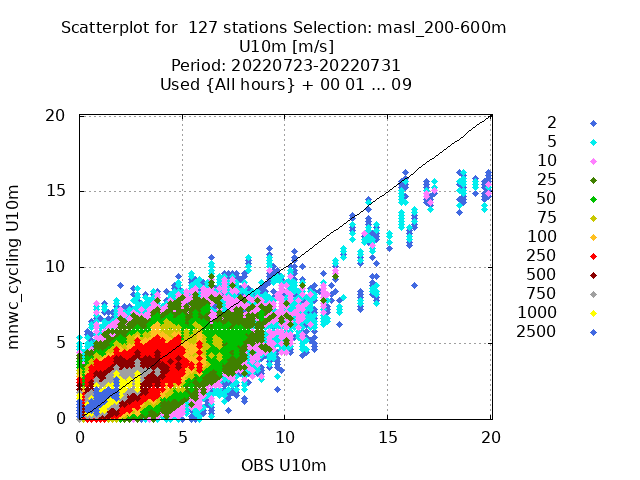 Scatterplot for  127 stations Selection: masl_200-600m
U10m [m/s]
Period: 20220723-20220731
Used {All hours} + 00 01 ... 09
mnwc_cycling U10m
20
15
10
5
0
0 5 10 15 20
OBS U10m
2
5
10
25
50
75
100
250
500
750
1000
2500